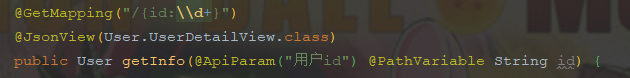 @GetMapping("/{id:\\d+}")
@JsonView(User.UserDetailView.class)
public User getInfo(@ApiParam("用户id") @PathVariable String id) {